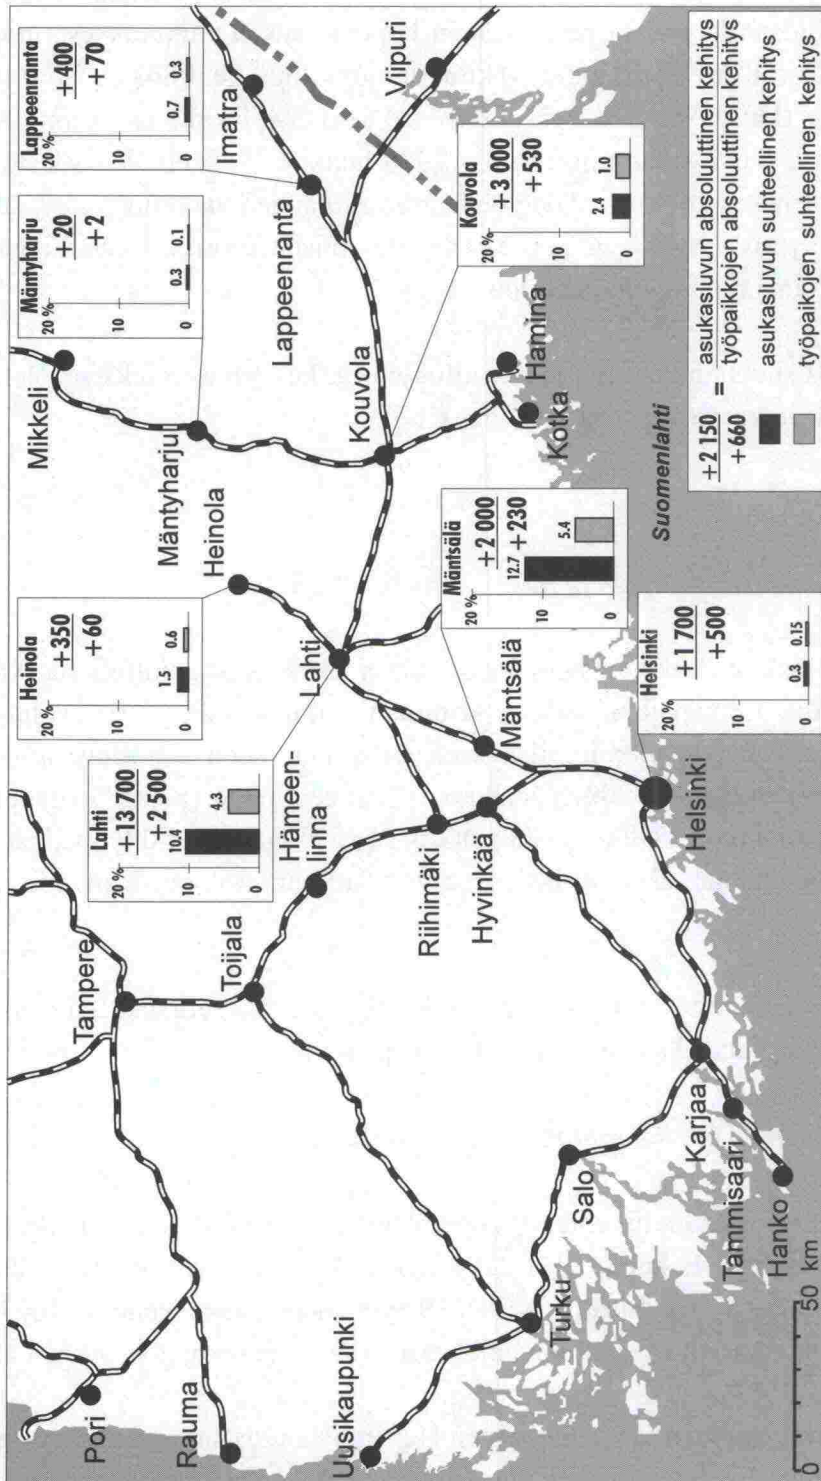 Lappeenranta
+400
+70
20 %
10
0
0.7
0.3
Mäntyharju
+20
+2
20 %
10
0
0.3
0.1
Heinola
+350
+60
20 %
10
0
1.5
0.6
Lahti
+13 700
+2 500
20 %
10
0
10.4
4.3
Kouvola
+3 000
+530
20 %
10
0
2.4
1.0
Mäntsälä
+2 000
+230
20 %
10
0
12.7
5.4
Helsinki
+1 700
+500
20 %
10
0
0.3
0.15
Pori
Rauma
Uusikaupunki
Tampere
Toijala
Hämeen-
linna
Riihimäki
Hyvinkää
Mäntsälä
Lahti
Heinola
Mäntyharju
Mikkeli
Kouvola
Lappeenranta
Imatra
Viipuri
Hamina
Kotka
Helsinki
Turku
Salo
Karjaa
Tammisaari
Hanko
Suomenlahti
0 50 km
+2 150
+660
= asukasluvun absoluuttinen kehitys
työpaikkojen absoluuttinen kehitys
asukasluvun suhteellinen kehitys
työpaikojen suhteellinen kehitys